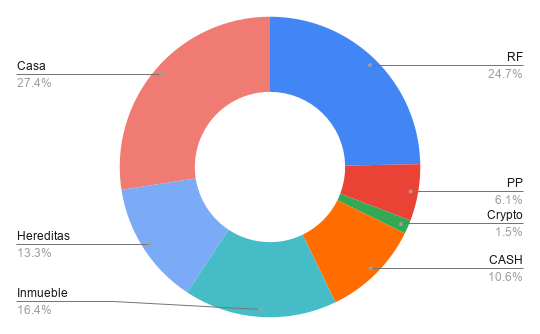 Casa
27.4%
RF
24.7%
PP
6.1%
Crypto
1.5%
Hereditas
13.3%
CASH
10.6%
Inmueble
16.4%